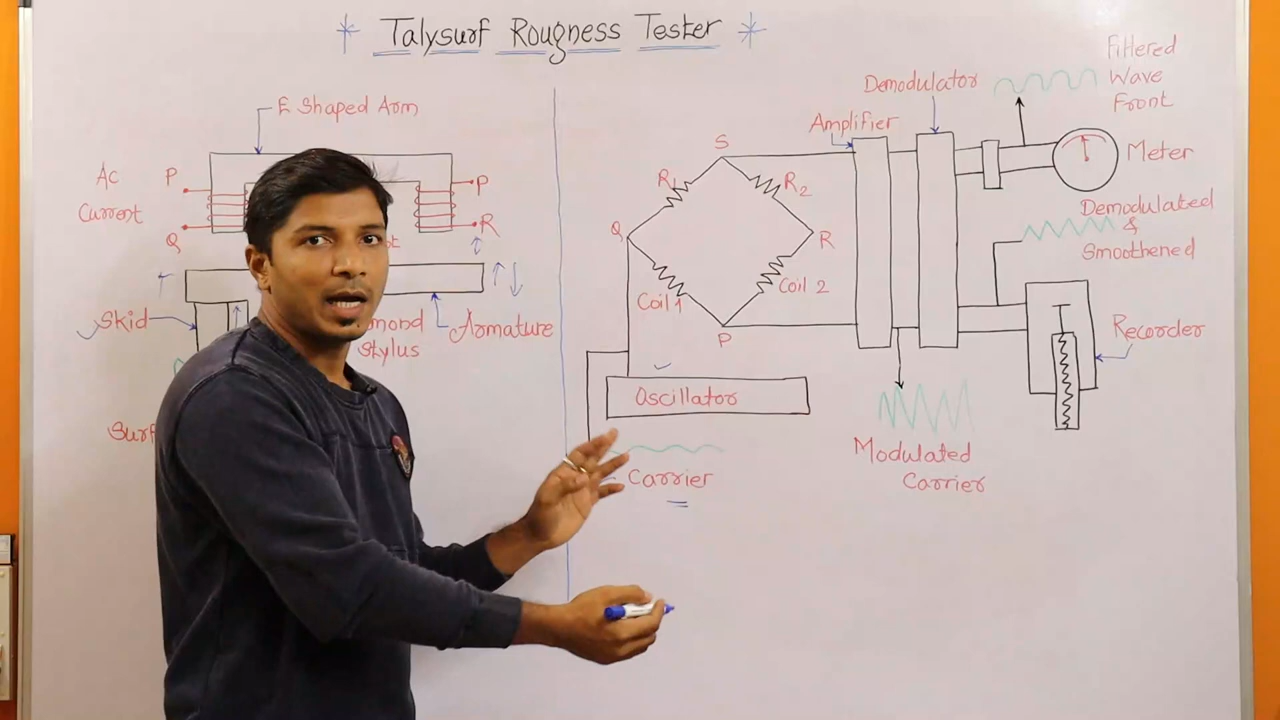 * Talysurf Roughness Tester *
E Shaped Arm
Ac
Current
P
Q
P
R
Skid
Stylus
Armature
S
R1
R2
Q
R
Coil 1
Coil 2
P
Oscillator
Carrier
Amplifier
Demodulator
Modulated
Carrier
Filtered
Wave
Front
Meter
Demodulated
&
Smoothened
Recorder